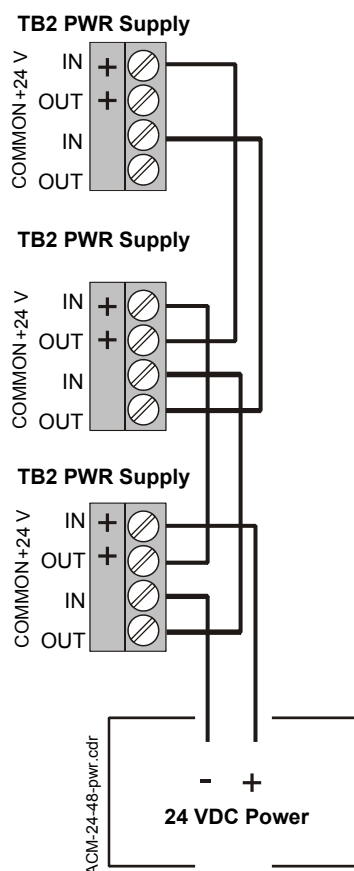 TB2 PWR Supply
COMMON +24 V
IN +
OUT +
IN
OUT
TB2 PWR Supply
COMMON +24 V
IN +
OUT +
IN
OUT
TB2 PWR Supply
COMMON +24 V
IN +
OUT +
IN
OUT
ACM-24-48-pwr.cdr
- +
24 VDC Power